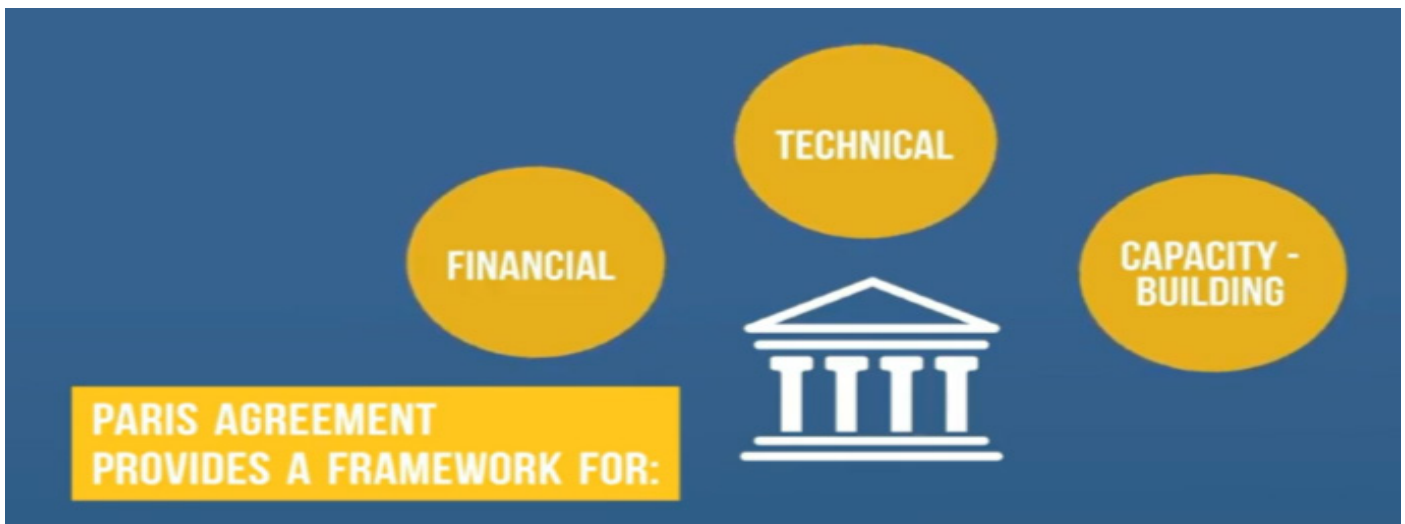 TECHNICAL
FINANCIAL
CAPACITY -
BUILDING
PARIS AGREEMENT
PROVIDES A FRAMEWORK FOR: